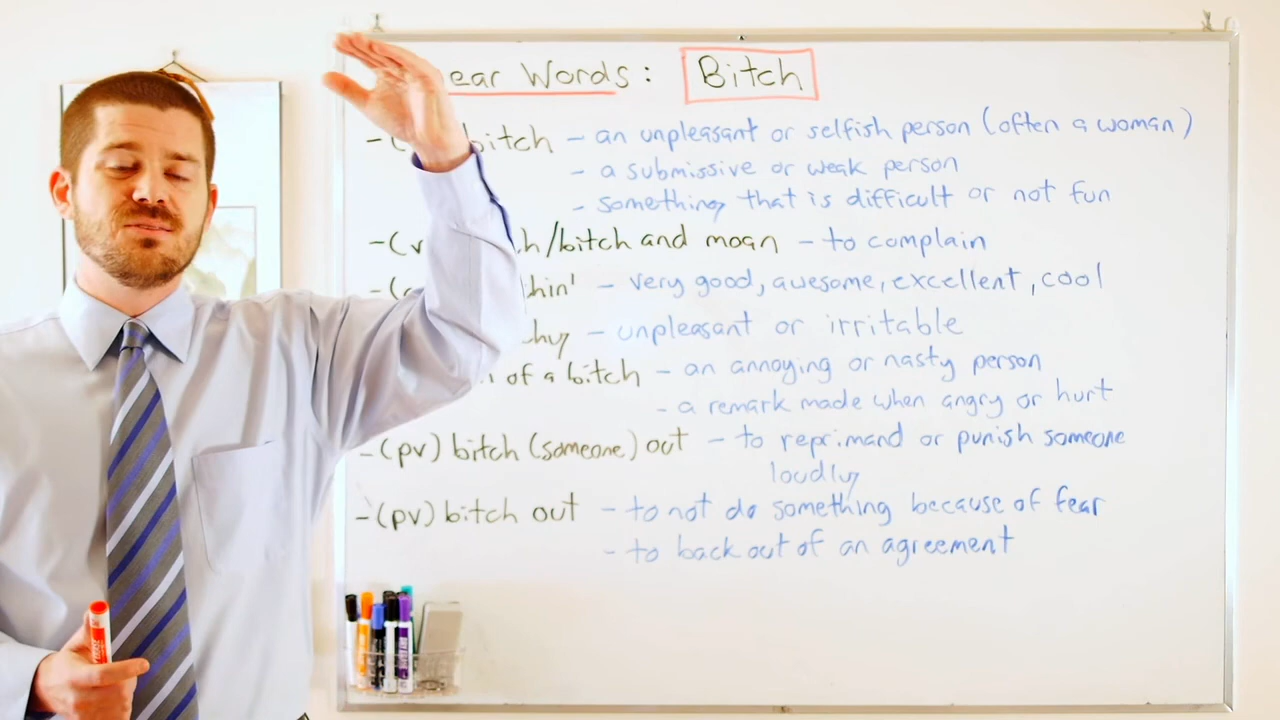 ear Words: Bitch
- ( bitch - an unpleasant or selfish person (often a woman)
- a submissive or weak person
- something that is difficult or not fun
- (v h/bitch and moan - to complain
- ( hin' - very good, awesome, excellent, cool
hy - unpleasant or irritable
of a bitch - an annoying or nasty person
- a remark made when angry or hurt
- (pv) bitch (someone) out - to reprimand or punish someone
loudly
- (pv) bitch out - to not do something because of fear
- to back out of an agreement